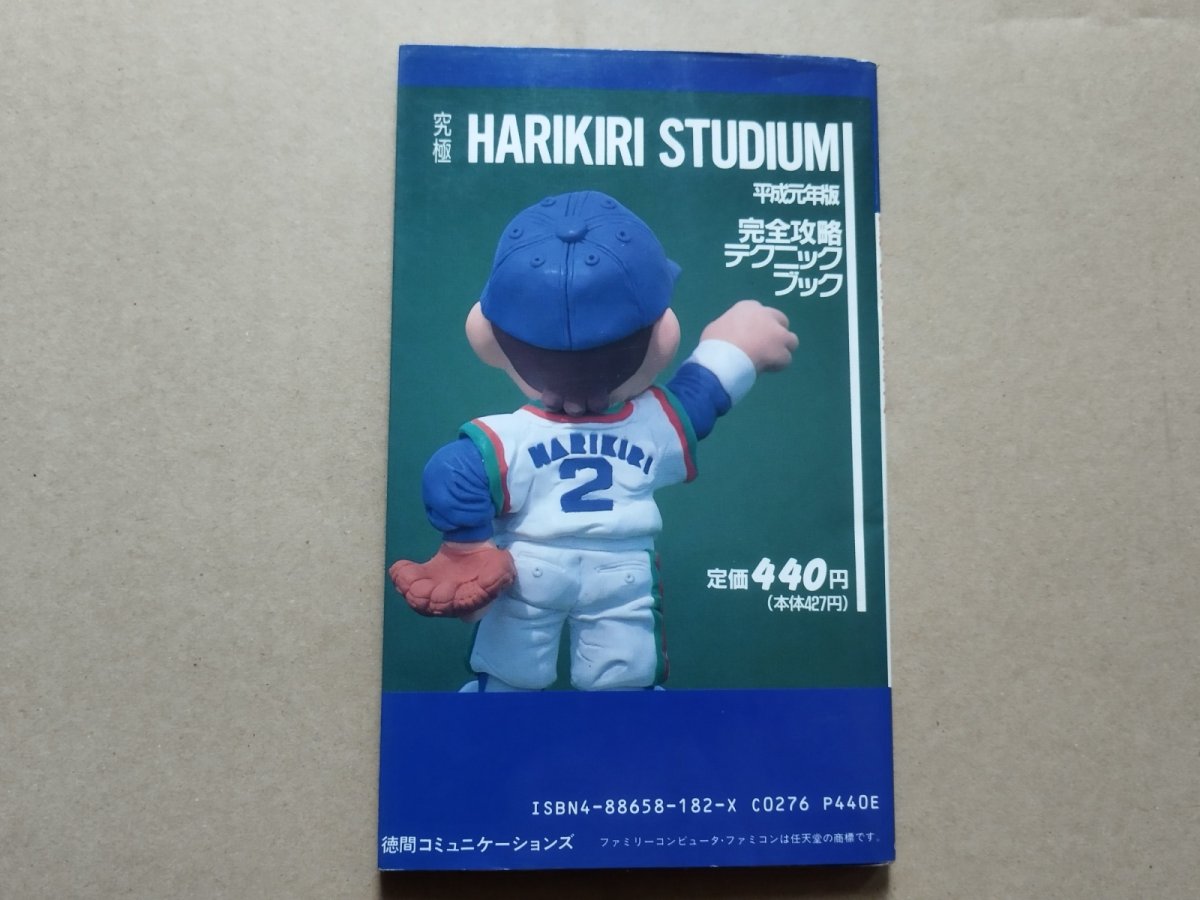 究極 HARIKIRI STUDIUM
平成元年版
完全攻略
テクニック
ブック
HARIKIRI
2
定価440円
(本体427円)
ISBN4-88658-182-X C0276 P440E
徳間コミュニケーションズ ファミリーコンピュータ・ファミコンは任天堂の商標です。